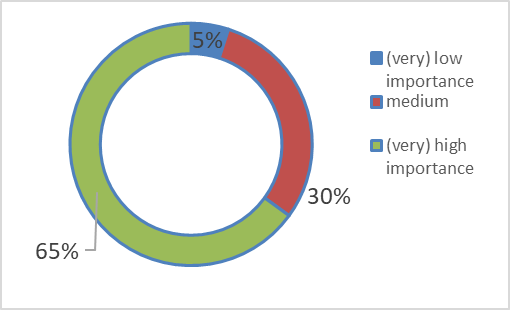 5%
30%
65%
(very) low
importance
medium
(very) high
importance